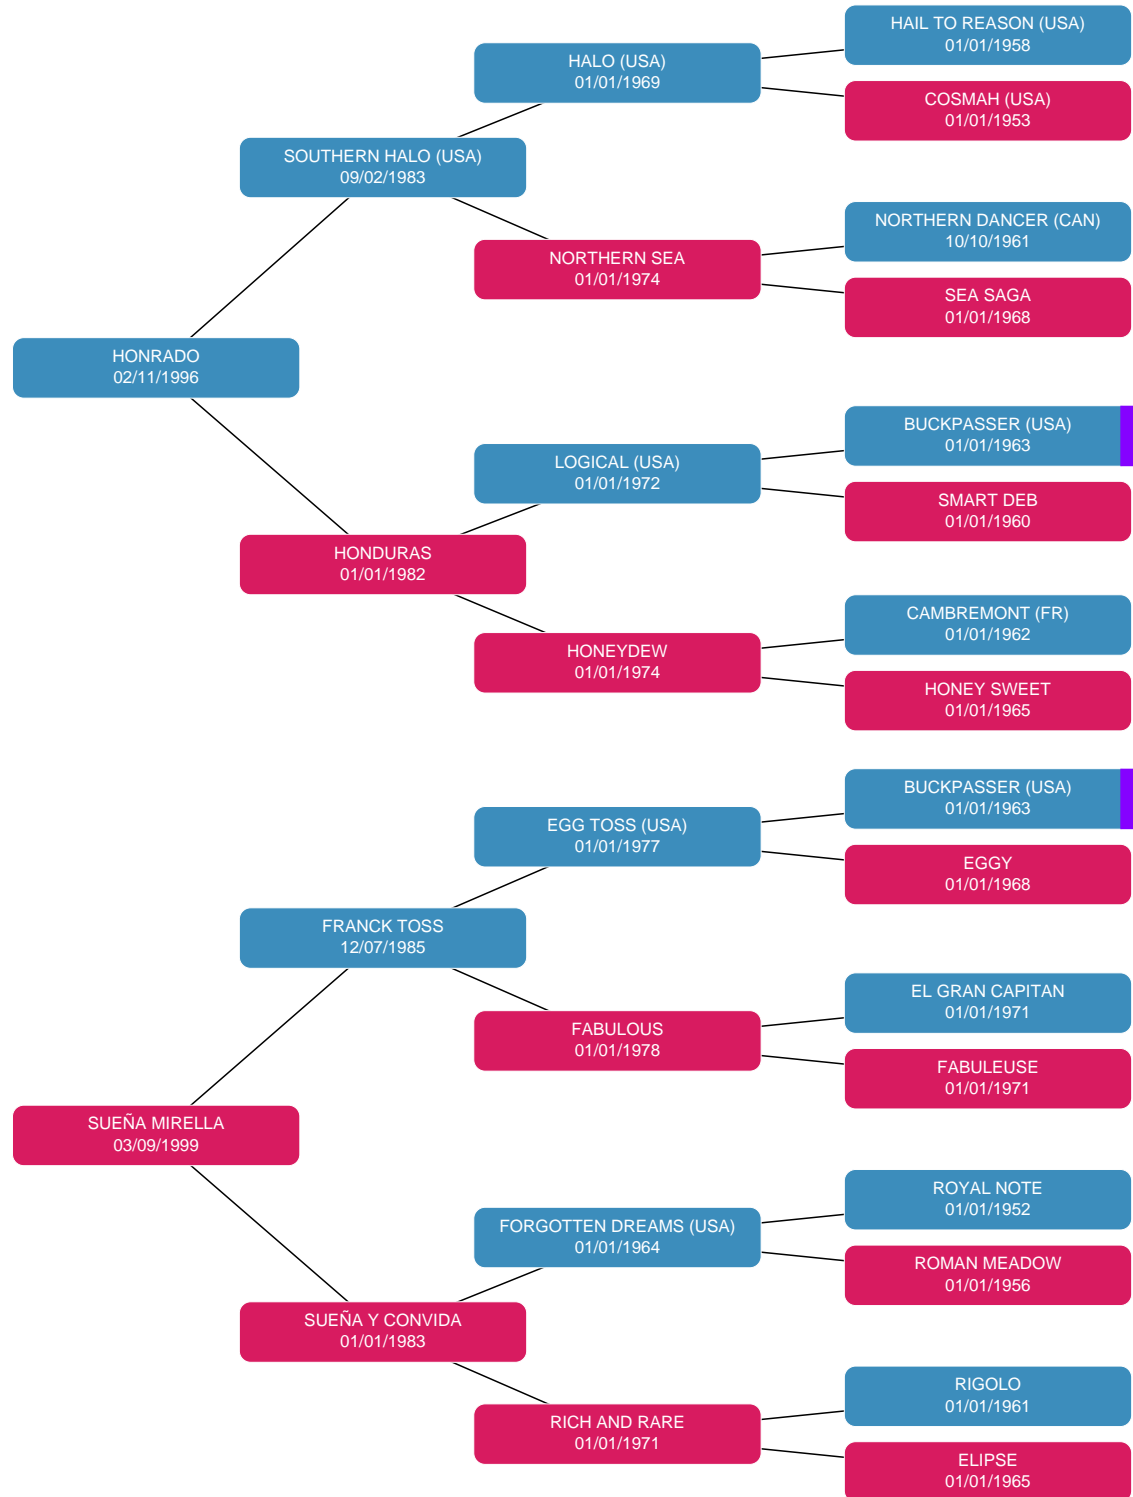 HAIL TO REASON (USA)
01/01/1958
HALO (USA)
01/01/1969
COSMAH (USA)
01/01/1953
SOUTHERN HALO (USA)
09/02/1983
NORTHERN DANCER (CAN)
10/10/1961
NORTHERN SEA
01/01/1974
SEA SAGA
01/01/1968
HONRADO
02/11/1996
BUCKPASSER (USA)
01/01/1963
LOGICAL (USA)
01/01/1972
SMART DEB
01/01/1960
HONDURAS
01/01/1982
CAMBREMONT (FR)
01/01/1962
HONEYDEW
01/01/1974
HONEY SWEET
01/01/1965
BUCKPASSER (USA)
01/01/1963
EGG TOSS (USA)
01/01/1977
EGGY
01/01/1968
FRANCK TOSS
12/07/1985
EL GRAN CAPITAN
01/01/1971
FABULOUS
01/01/1978
FABULEUSE
01/01/1971
SUEÑA MIRELLA
03/09/1999
ROYAL NOTE
01/01/1952
FORGOTTEN DREAMS (USA)
01/01/1964
ROMAN MEADOW
01/01/1956
SUEÑA Y CONVIDA
01/01/1983
RIGOLO
01/01/1961
RICH AND RARE
01/01/1971
ELIPSE
01/01/1965